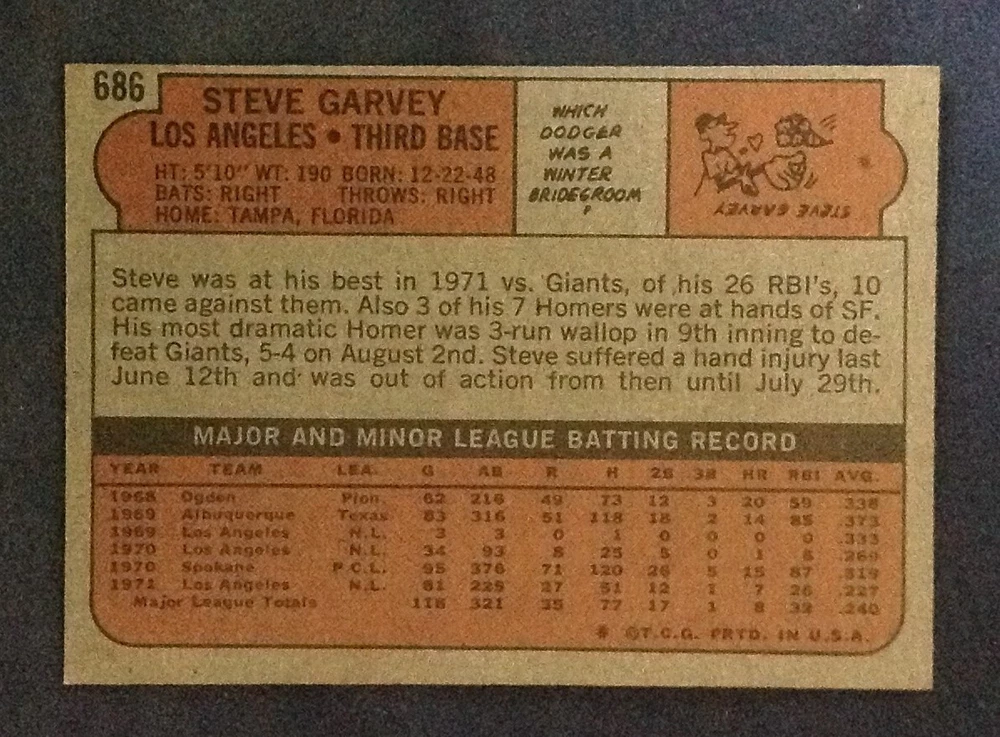 686
STEVE GARVEY
LOS ANGELES • THIRD BASE
HT: 5'10" WT: 190 BORN: 12-22-48
BATS: RIGHT THROWS: RIGHT
HOME: TAMPA, FLORIDA
WHICH
DODGER
WAS A
WINTER
BRIDEGROOM
?
STEVE GARVEY
Steve was at his best in 1971 vs. Giants, of his 26 RBI's, 10
came against them. Also 3 of his 7 Homers were at hands of SF.
His most dramatic Homer was 3-run wallop in 9th inning to de-
feat Giants, 5-4 on August 2nd. Steve suffered a hand injury last
June 12th and was out of action from then until July 29th.
MAJOR AND MINOR LEAGUE BATTING RECORD
YEAR TEAM LEA. G AB R H 2B 3B HR RBI AVG.
1968 Ogden Pion. 62 216 49 73 12 3 20 59 .338
1969 Albuquerque Texas 83 316 51 118 18 2 14 85 .373
1969 Los Angeles N.L. 3 3 0 1 0 0 0 0 .333
1970 Los Angeles N.L. 34 93 8 25 5 0 1 6 .269
1970 Spokane P.C.L. 95 376 71 120 26 5 15 87 .319
1971 Los Angeles N.L. 81 225 27 51 12 1 7 26 .227
Major League Totals 118 321 35 77 17 1 8 32 .240
* ©T.C.G. PRTD. IN U.S.A.